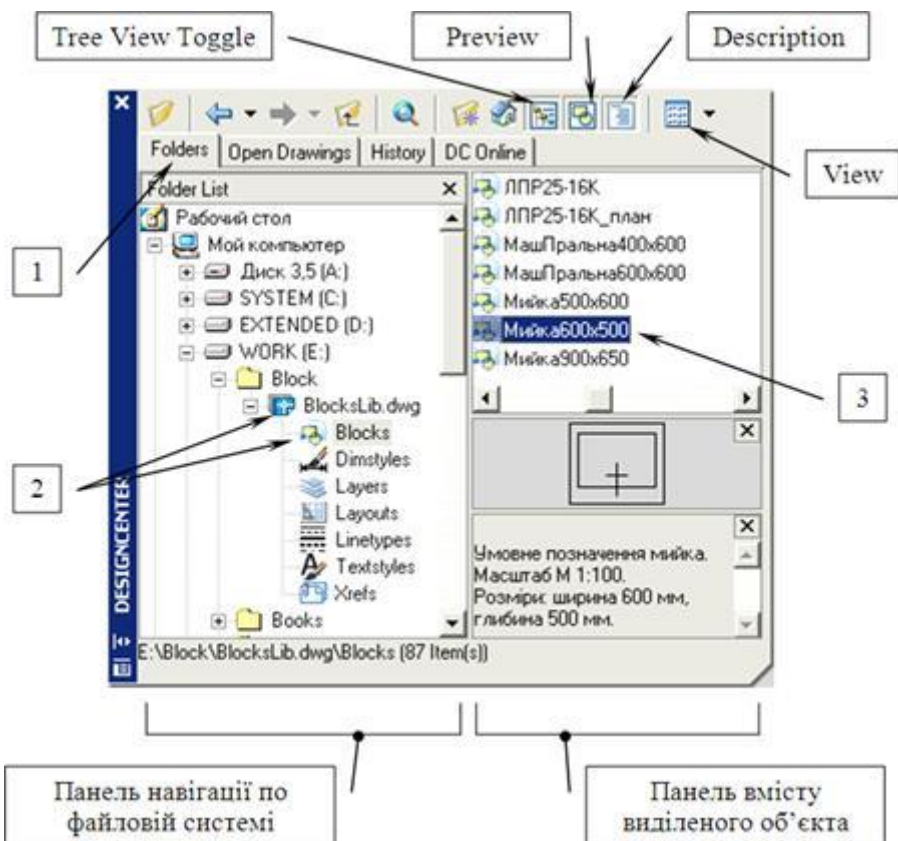 Tree View Toggle
Preview
Description
Folders
Open Drawings
History
DC Online
View
Folder List
Рабочий стол
Мой компьютер
Диск 3,5 (A:)
SYSTEM (C:)
EXTENDED (D:)
WORK (E:)
Block
BlocksLib.dwg
Blocks
Dimstyles
Layers
Layouts
Linetypes
Textstyles
Xrefs
Books
ЛПР25-16К
ЛПР25-16К_план
МашПральна400x600
МашПральна600x600
Мийка500x600
Мийка600x500
Мийка900x650
Умовне позначення мийка.
Масштаб М 1:100.
Розміри: ширина 600 мм,
глибина 500 мм.
1
2
3
DESIGNCENTER
E:\Block\BlocksLib.dwg\Blocks (87 Item(s))
Панель навігації по
файловій системі
Панель вмісту
виділеного об’єкта